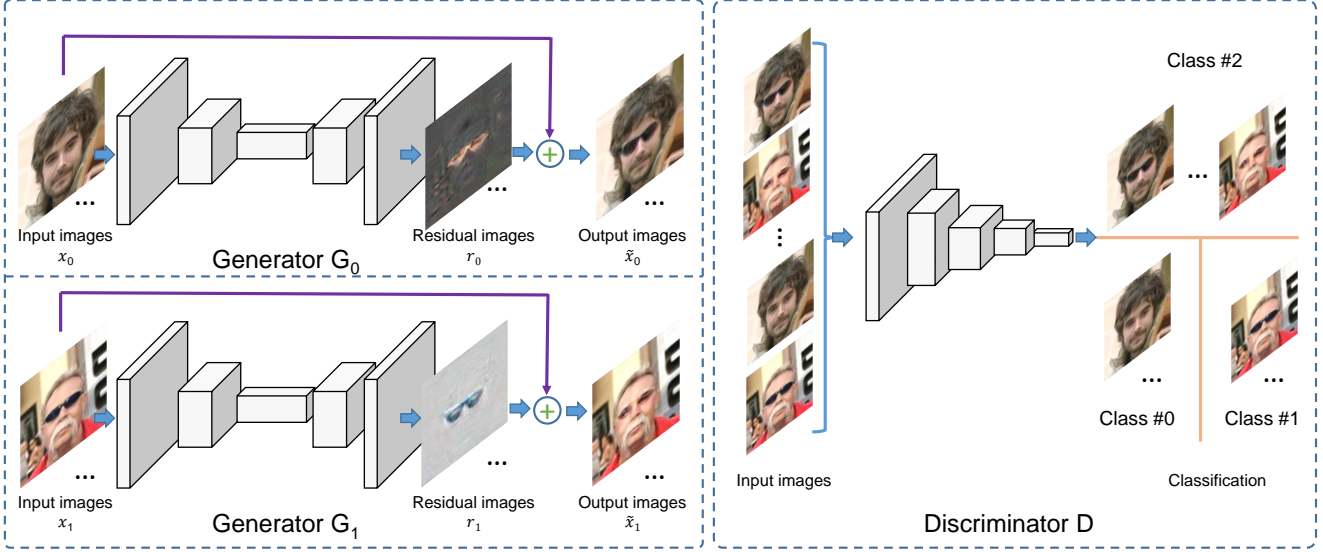 Input images
x₀
...
Generator G₀
Residual images
r₀
...
+
Output images
x̃₀
...
Input images
x₁
...
Generator G₁
Residual images
r₁
...
+
Output images
x̃₁
...
Input images
...
Class #2
...
Class #0
...
Class #1
...
Classification
Discriminator D